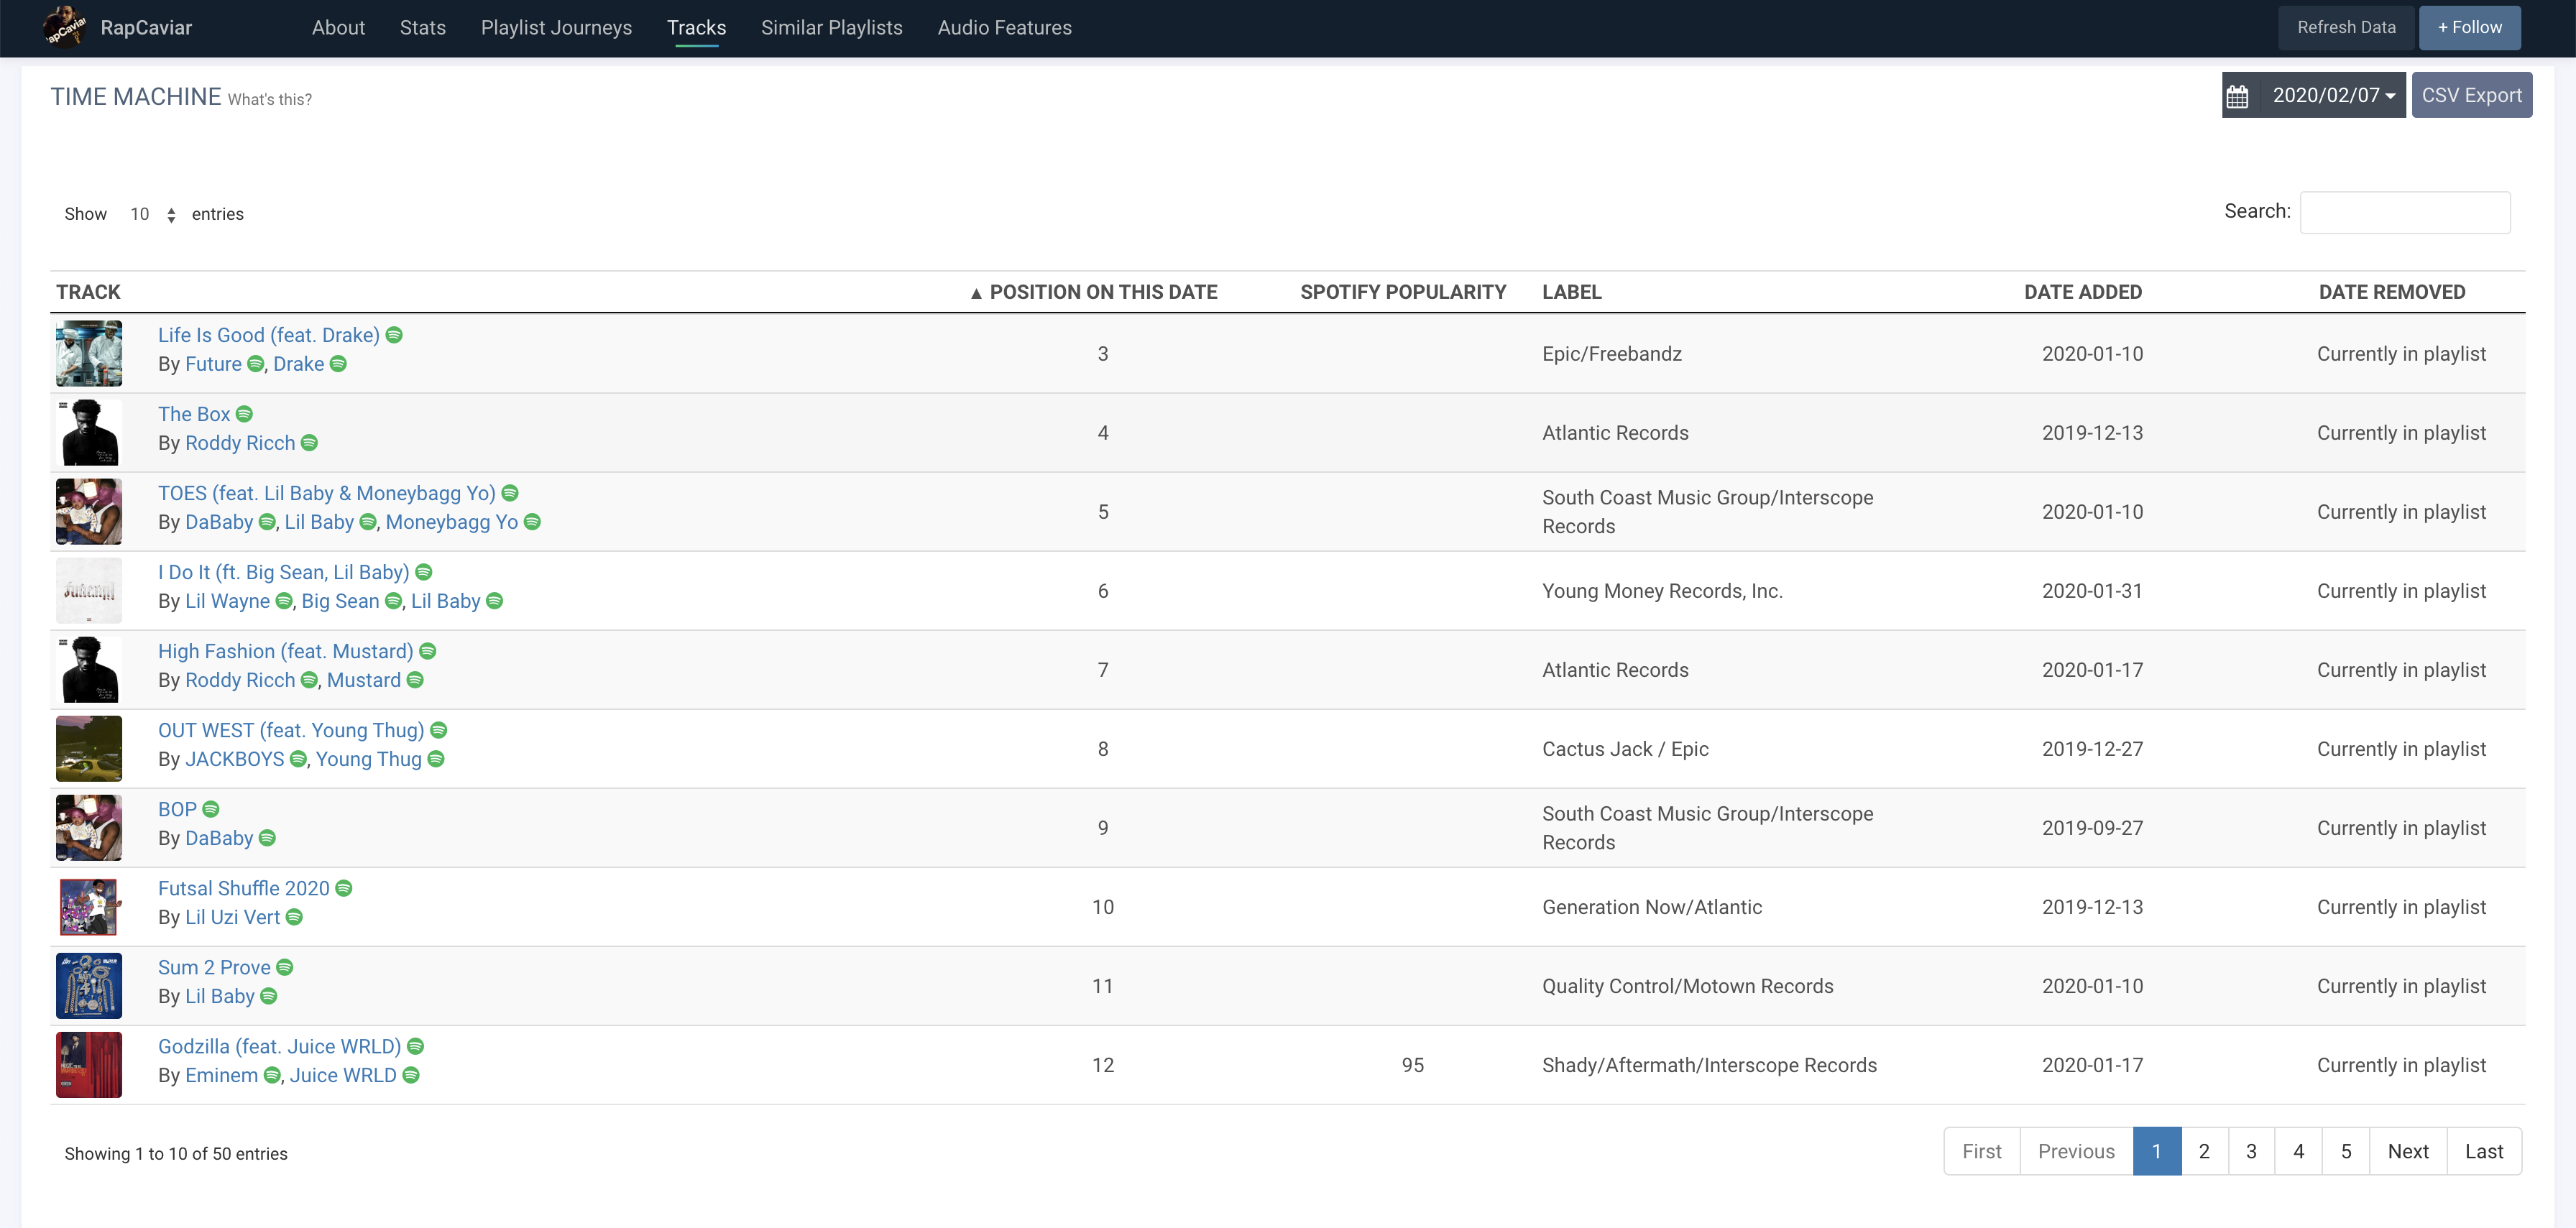 RapCaviar
About
Stats
Playlist Journeys
Tracks
Similar Playlists
Audio Features
Refresh Data
+ Follow
TIME MACHINE What's this?
2020/02/07
CSV Export
Show 10 entries
Search:
TRACK ▲ POSITION ON THIS DATE SPOTIFY POPULARITY LABEL DATE ADDED DATE REMOVED
Life Is Good (feat. Drake)
By Future, Drake
3
Epic/Freebandz
2020-01-10
Currently in playlist
The Box
By Roddy Ricch
4
Atlantic Records
2019-12-13
Currently in playlist
TOES (feat. Lil Baby & Moneybagg Yo)
By DaBaby, Lil Baby, Moneybagg Yo
5
South Coast Music Group/Interscope
Records
2020-01-10
Currently in playlist
I Do It (ft. Big Sean, Lil Baby)
By Lil Wayne, Big Sean, Lil Baby
6
Young Money Records, Inc.
2020-01-31
Currently in playlist
High Fashion (feat. Mustard)
By Roddy Ricch, Mustard
7
Atlantic Records
2020-01-17
Currently in playlist
OUT WEST (feat. Young Thug)
By JACKBOYS, Young Thug
8
Cactus Jack / Epic
2019-12-27
Currently in playlist
BOP
By DaBaby
9
South Coast Music Group/Interscope
Records
2019-09-27
Currently in playlist
Futsal Shuffle 2020
By Lil Uzi Vert
10
Generation Now/Atlantic
2019-12-13
Currently in playlist
Sum 2 Prove
By Lil Baby
11
Quality Control/Motown Records
2020-01-10
Currently in playlist
Godzilla (feat. Juice WRLD)
By Eminem, Juice WRLD
12
95
Shady/Aftermath/Interscope Records
2020-01-17
Currently in playlist
Showing 1 to 10 of 50 entries
First Previous 1 2 3 4 5 Next Last